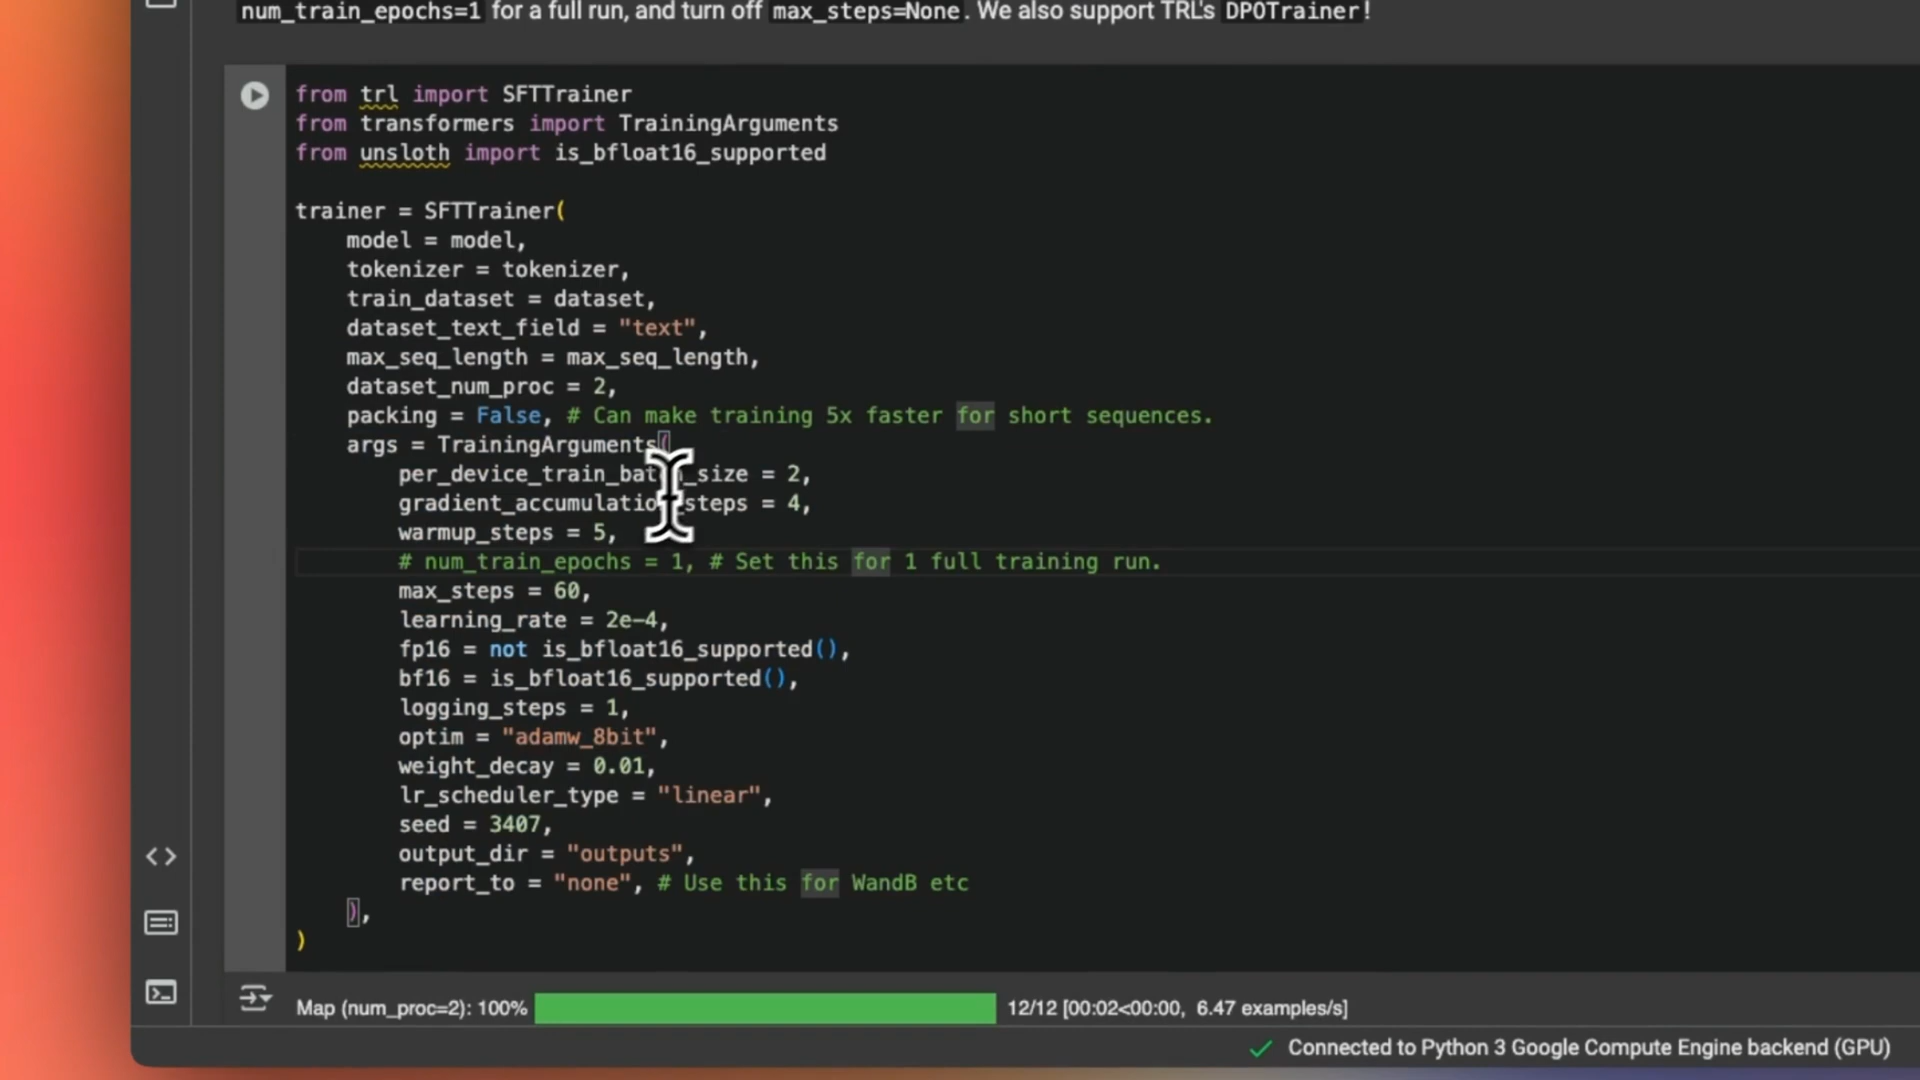 num_train_epochs=1 for a full run, and turn off max_steps=None. We also support TRL's DPOTrainer!
from trl import SFTTrainer
from transformers import TrainingArguments
from unsloth import is_bfloat16_supported
trainer = SFTTrainer(
model = model,
tokenizer = tokenizer,
train_dataset = dataset,
dataset_text_field = "text",
max_seq_length = max_seq_length,
dataset_num_proc = 2,
packing = False, # Can make training 5x faster for short sequences.
args = TrainingArguments(
per_device_train_batch_size = 2,
gradient_accumulation_steps = 4,
warmup_steps = 5,
# num_train_epochs = 1, # Set this for 1 full training run.
max_steps = 60,
learning_rate = 2e-4,
fp16 = not is_bfloat16_supported(),
bf16 = is_bfloat16_supported(),
logging_steps = 1,
optim = "adamw_8bit",
weight_decay = 0.01,
lr_scheduler_type = "linear",
seed = 3407,
output_dir = "outputs",
report_to = "none", # Use this for WandB etc
),
)
Map (num_proc=2): 100% 12/12 [00:02<00:00, 6.47 examples/s]
Connected to Python 3 Google Compute Engine backend (GPU)